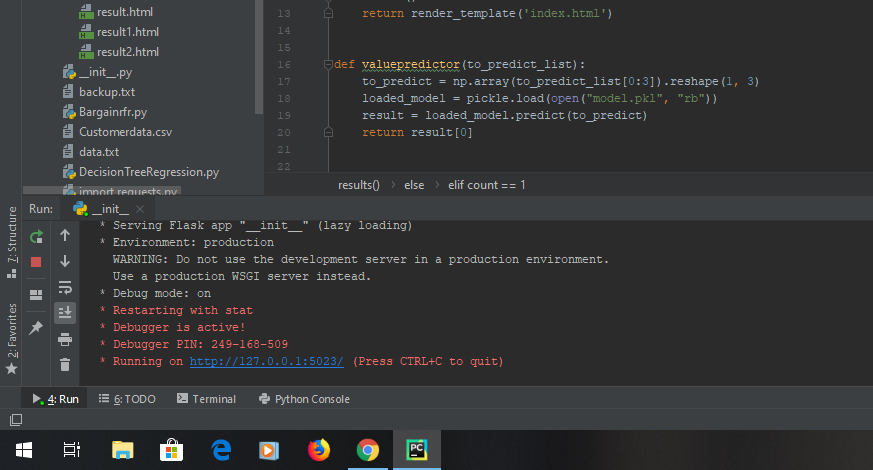 result.html
result1.html
result2.html
__init__.py
backup.txt
Bargainrfr.py
Customerdata.csv
data.txt
DecisionTreeRegression.py
import requests.py
13 return render_template('index.html')
14
15
16 def valuepredictor(to_predict_list):
17 to_predict = np.array(to_predict_list[0:3]).reshape(1, 3)
18 loaded_model = pickle.load(open("model.pkl", "rb"))
19 result = loaded_model.predict(to_predict)
20 return result[0]
21
22
results() › else › elif count == 1
7: Structure
2: Favorites
Run: __init__ ×
* Serving Flask app "__init__" (lazy loading)
* Environment: production
WARNING: Do not use the development server in a production environment.
Use a production WSGI server instead.
* Debug mode: on
* Restarting with stat
* Debugger is active!
* Debugger PIN: 249-168-509
* Running on http://127.0.0.1:5023/ (Press CTRL+C to quit)
4: Run 6: TODO Terminal Python Console
PC